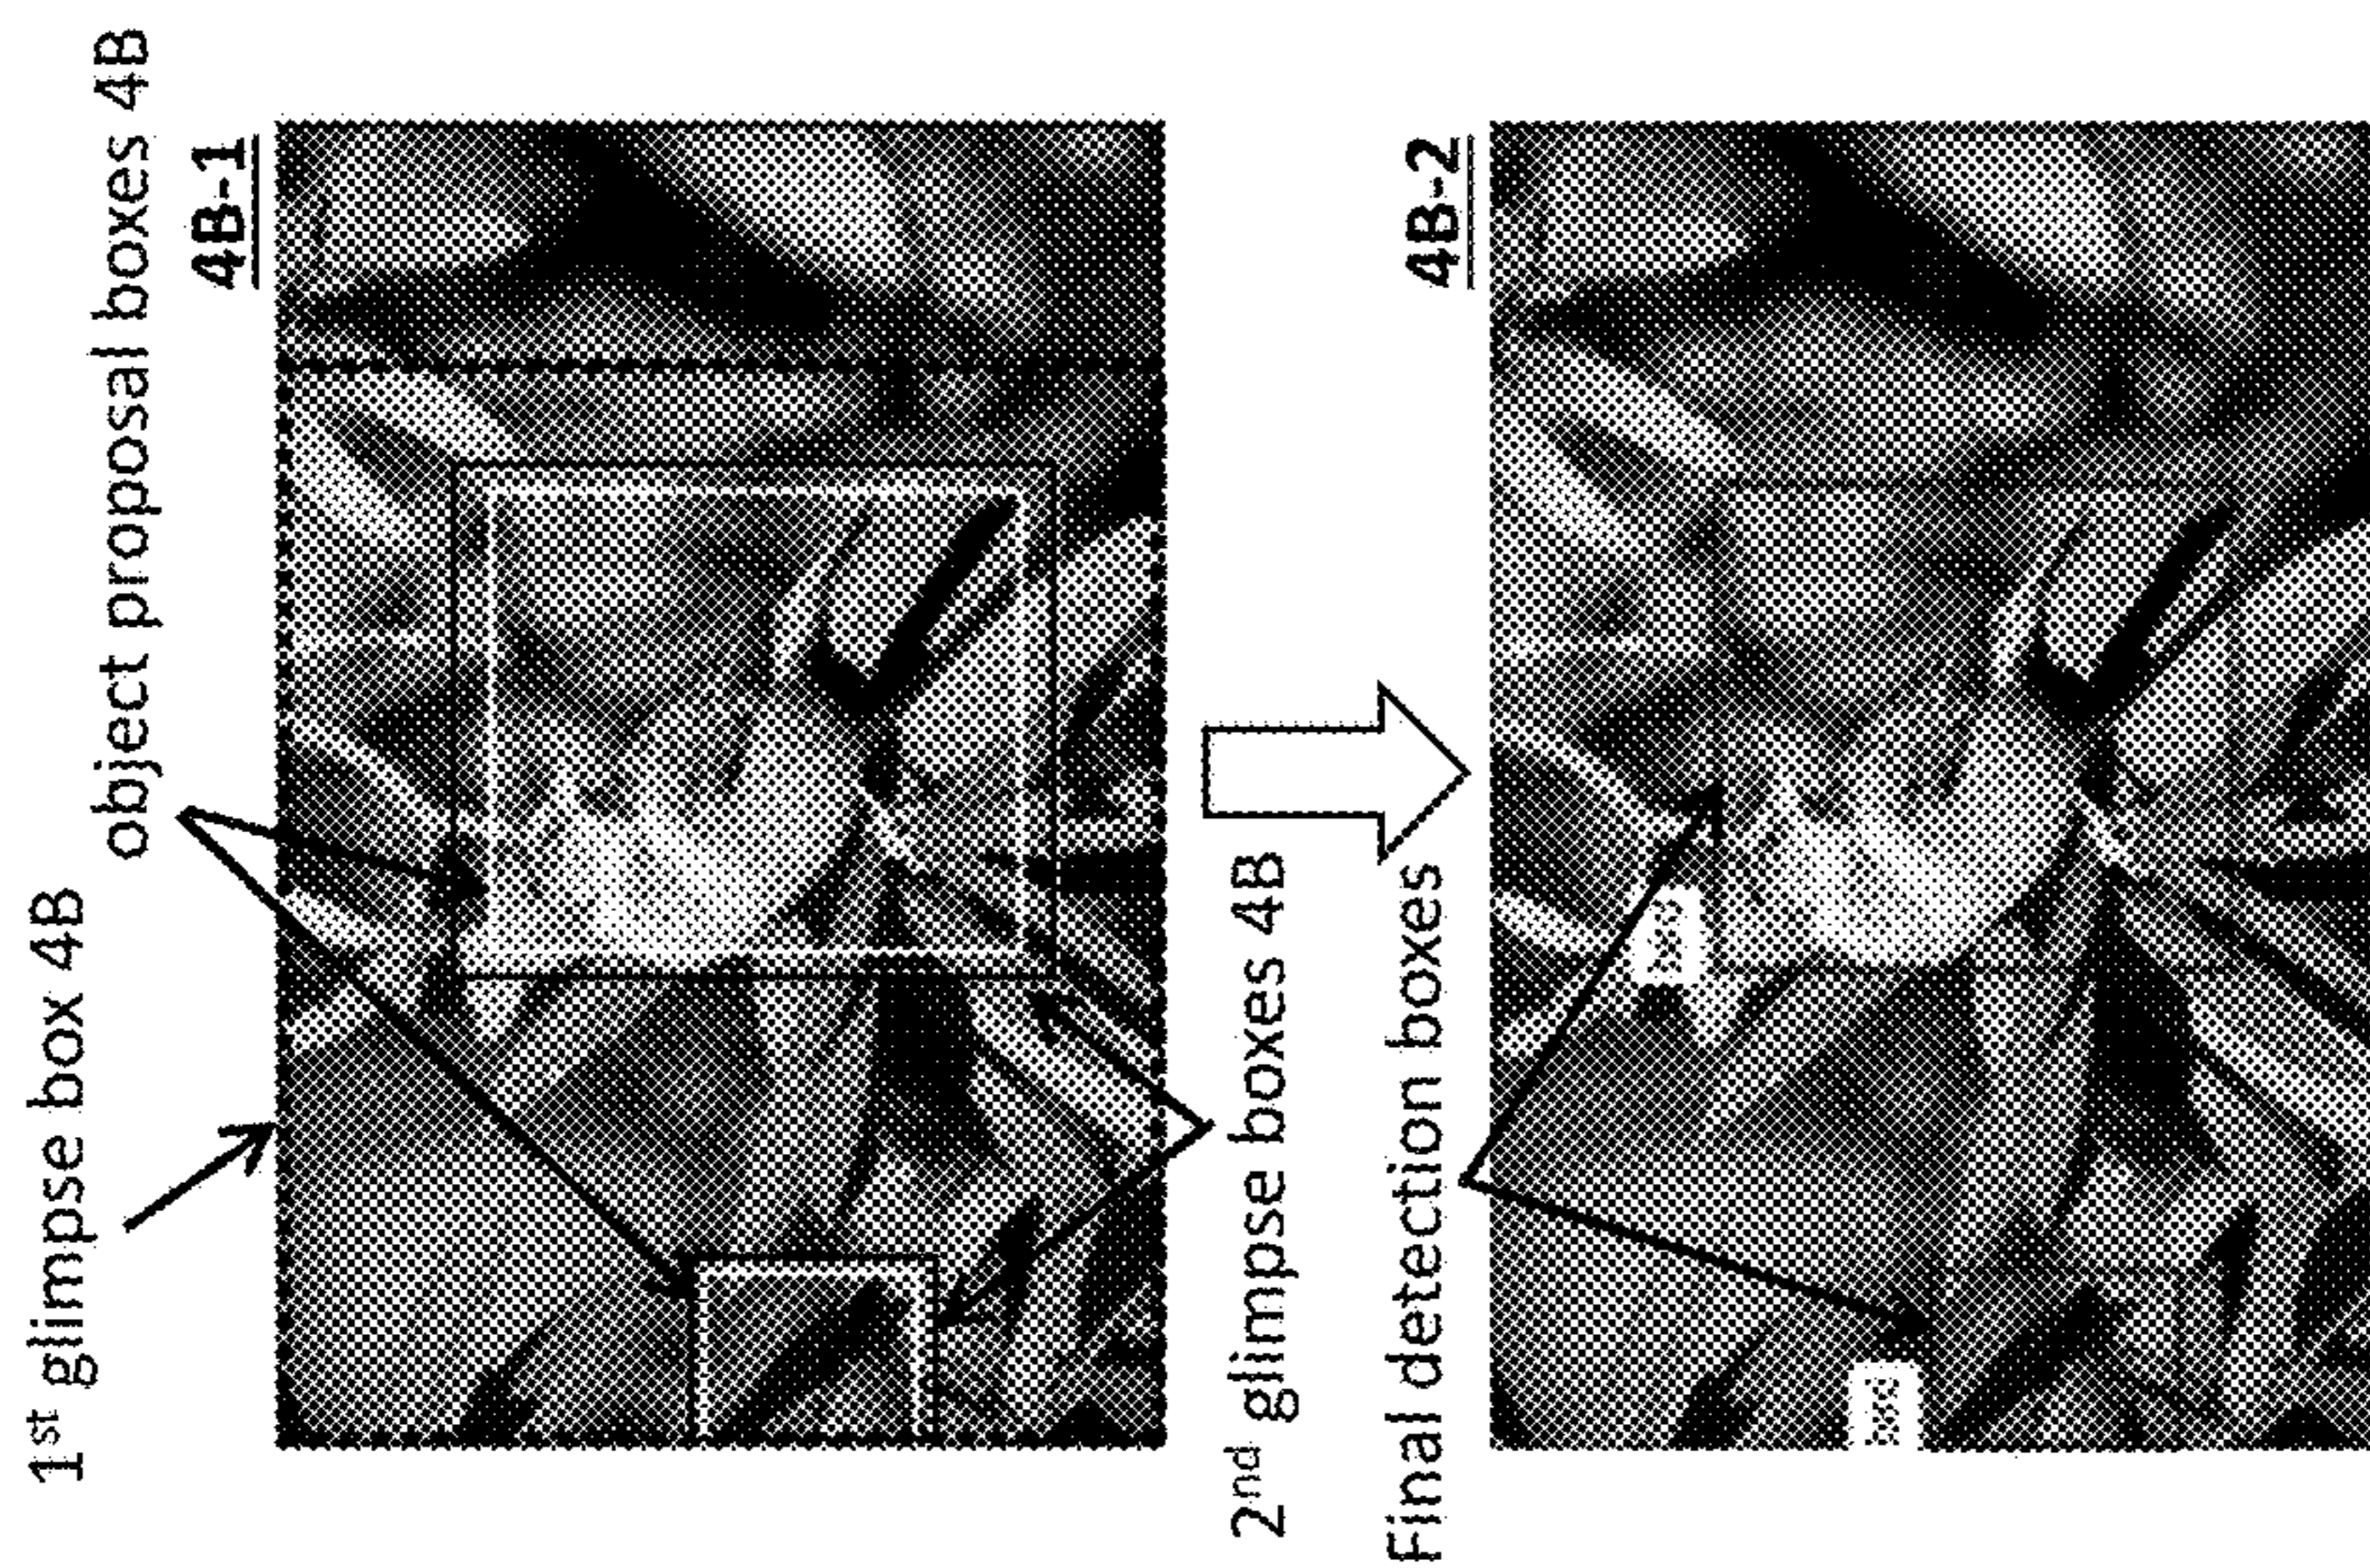 1st glimpse box 4B
object proposal boxes 4B
4B-1
2nd glimpse boxes 4B
Final detection boxes
4B-2